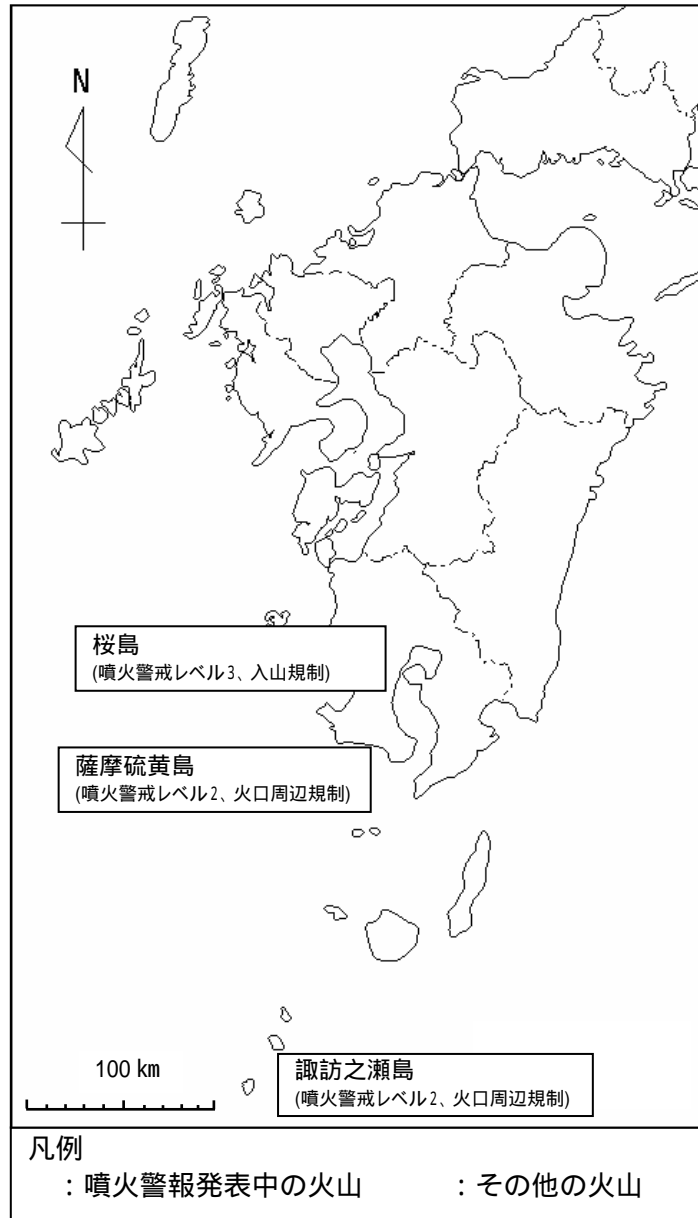 N
桜島
(噴火警戒レベル3、入山規制)
薩摩硫黄島
(噴火警戒レベル2、火口周辺規制)
100 km
諏訪之瀬島
(噴火警戒レベル2、火口周辺規制)
凡例
：噴火警報発表中の火山　　　：その他の火山